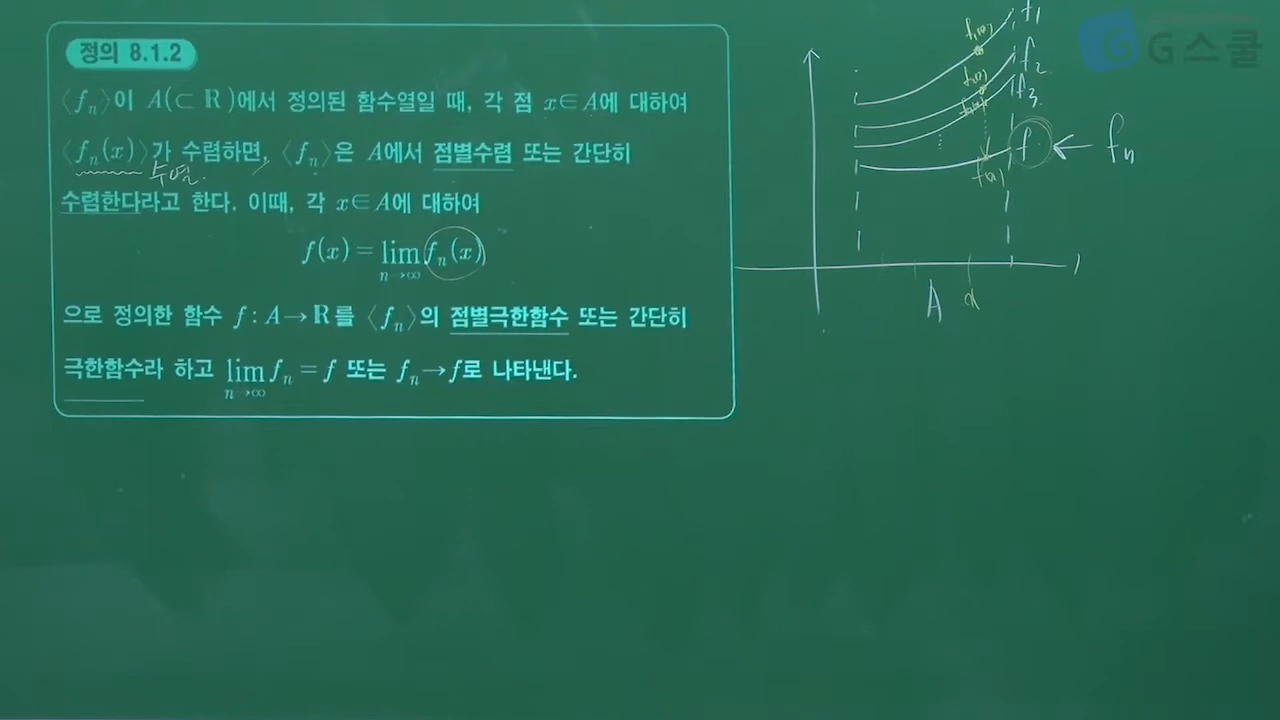 정의 8.1.2
⟨fₙ⟩이 A(⊂ℝ)에서 정의된 함수열일 때, 각 점 x∈A에 대하여
⟨fₙ(x)⟩가 수렴하면, ⟨fₙ⟩은 A에서 점별수렴 또는 간단히
수열.
수렴한다라고 한다. 이때, 각 x∈A에 대하여
f(x) = lim fₙ(x)
n→∞
으로 정의한 함수 f : A→ℝ를 ⟨fₙ⟩의 점별극한함수 또는 간단히
극한함수라 하고 lim fₙ = f 또는 fₙ→f로 나타낸다.
n→∞
G스쿨
f₁
f₂
f₃
f ← fₙ
A